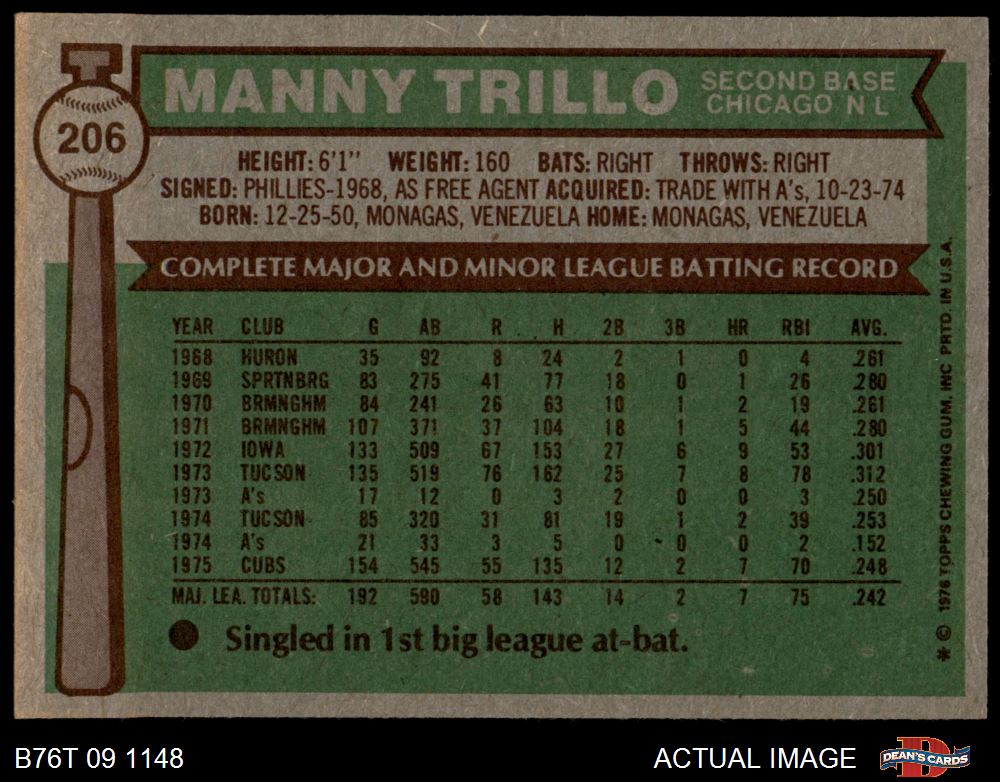 206
MANNY TRILLO
SECOND BASE
CHICAGO N L
HEIGHT: 6'1" WEIGHT: 160 BATS: RIGHT THROWS: RIGHT
SIGNED: PHILLIES-1968, AS FREE AGENT ACQUIRED: TRADE WITH A's, 10-23-74
BORN: 12-25-50, MONAGAS, VENEZUELA HOME: MONAGAS, VENEZUELA
COMPLETE MAJOR AND MINOR LEAGUE BATTING RECORD
YEAR CLUB G AB R H 2B 3B HR RBI AVG.
1968 HURON 35 92 8 24 2 1 0 4 .261
1969 SPRTNBRG 83 275 41 77 18 0 1 26 .280
1970 BRMNGHM 84 241 26 63 10 1 2 19 .261
1971 BRMNGHM 107 371 37 104 18 1 5 44 .280
1972 IOWA 133 509 67 153 27 6 9 53 .301
1973 TUCSON 135 519 76 162 25 7 8 78 .312
1973 A's 17 12 0 3 2 0 0 3 .250
1974 TUCSON 85 320 31 81 19 1 2 39 .253
1974 A's 21 33 3 5 0 0 0 2 .152
1975 CUBS 154 545 55 135 12 2 7 70 .248
MAJ. LEA. TOTALS: 192 590 58 143 14 2 7 75 .242
Singled in 1st big league at-bat.
* © 1976 TOPPS CHEWING GUM, INC PRTD. IN U.S.A.
B76T 09 1148
ACTUAL IMAGE
DEAN'S CARDS